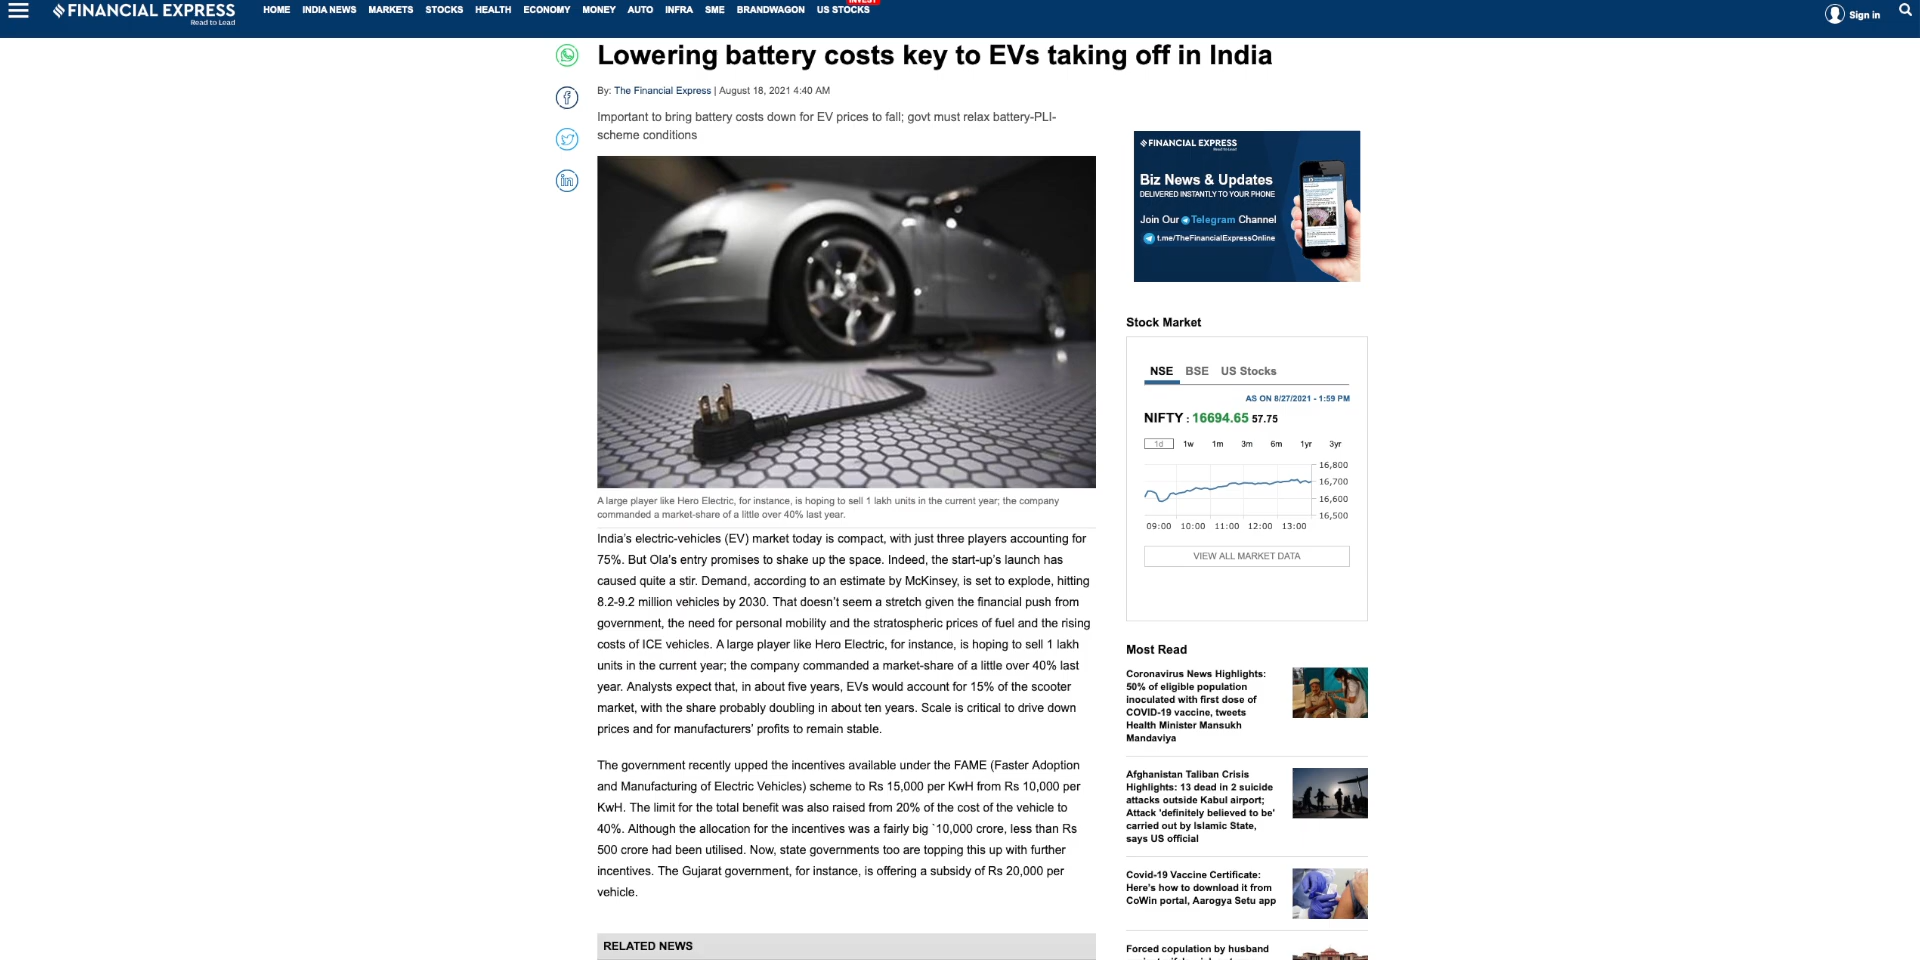 FINANCIAL EXPRESS
Read to Lead
HOME INDIA NEWS MARKETS STOCKS HEALTH ECONOMY MONEY AUTO INFRA SME BRANDWAGON US STOCKS
INVEST
Sign in
Lowering battery costs key to EVs taking off in India
By: The Financial Express | August 18, 2021 4:40 AM
Important to bring battery costs down for EV prices to fall; govt must relax battery-PLI-
scheme conditions
A large player like Hero Electric, for instance, is hoping to sell 1 lakh units in the current year; the company
commanded a market-share of a little over 40% last year.
India’s electric-vehicles (EV) market today is compact, with just three players accounting for
75%. But Ola’s entry promises to shake up the space. Indeed, the start-up’s launch has
caused quite a stir. Demand, according to an estimate by McKinsey, is set to explode, hitting
8.2-9.2 million vehicles by 2030. That doesn’t seem a stretch given the financial push from
government, the need for personal mobility and the stratospheric prices of fuel and the rising
costs of ICE vehicles. A large player like Hero Electric, for instance, is hoping to sell 1 lakh
units in the current year; the company commanded a market-share of a little over 40% last
year. Analysts expect that, in about five years, EVs would account for 15% of the scooter
market, with the share probably doubling in about ten years. Scale is critical to drive down
prices and for manufacturers’ profits to remain stable.
The government recently upped the incentives available under the FAME (Faster Adoption
and Manufacturing of Electric Vehicles) scheme to Rs 15,000 per KwH from Rs 10,000 per
KwH. The limit for the total benefit was also raised from 20% of the cost of the vehicle to
40%. Although the allocation for the incentives was a fairly big `10,000 crore, less than Rs
500 crore had been utilised. Now, state governments too are topping this up with further
incentives. The Gujarat government, for instance, is offering a subsidy of Rs 20,000 per
vehicle.
RELATED NEWS
FINANCIAL EXPRESS
Read to Lead
Biz News & Updates
DELIVERED INSTANTLY TO YOUR PHONE
Join Our Telegram Channel
t.me/TheFinancialExpressOnline
Stock Market
NSE BSE US Stocks
AS ON 8/27/2021 - 1:59 PM
NIFTY : 16694.65 57.75
1d 1w 1m 3m 6m 1yr 3yr
16,800
16,700
16,600
16,500
09:00 10:00 11:00 12:00 13:00
VIEW ALL MARKET DATA
Most Read
Coronavirus News Highlights:
50% of eligible population
inoculated with first dose of
COVID-19 vaccine, tweets
Health Minister Mansukh
Mandaviya
Afghanistan Taliban Crisis
Highlights: 13 dead in 2 suicide
attacks outside Kabul airport;
Attack 'definitely believed to be'
carried out by Islamic State,
says US official
Covid-19 Vaccine Certificate:
Here's how to download it from
CoWin portal, Aarogya Setu app
Forced copulation by husband